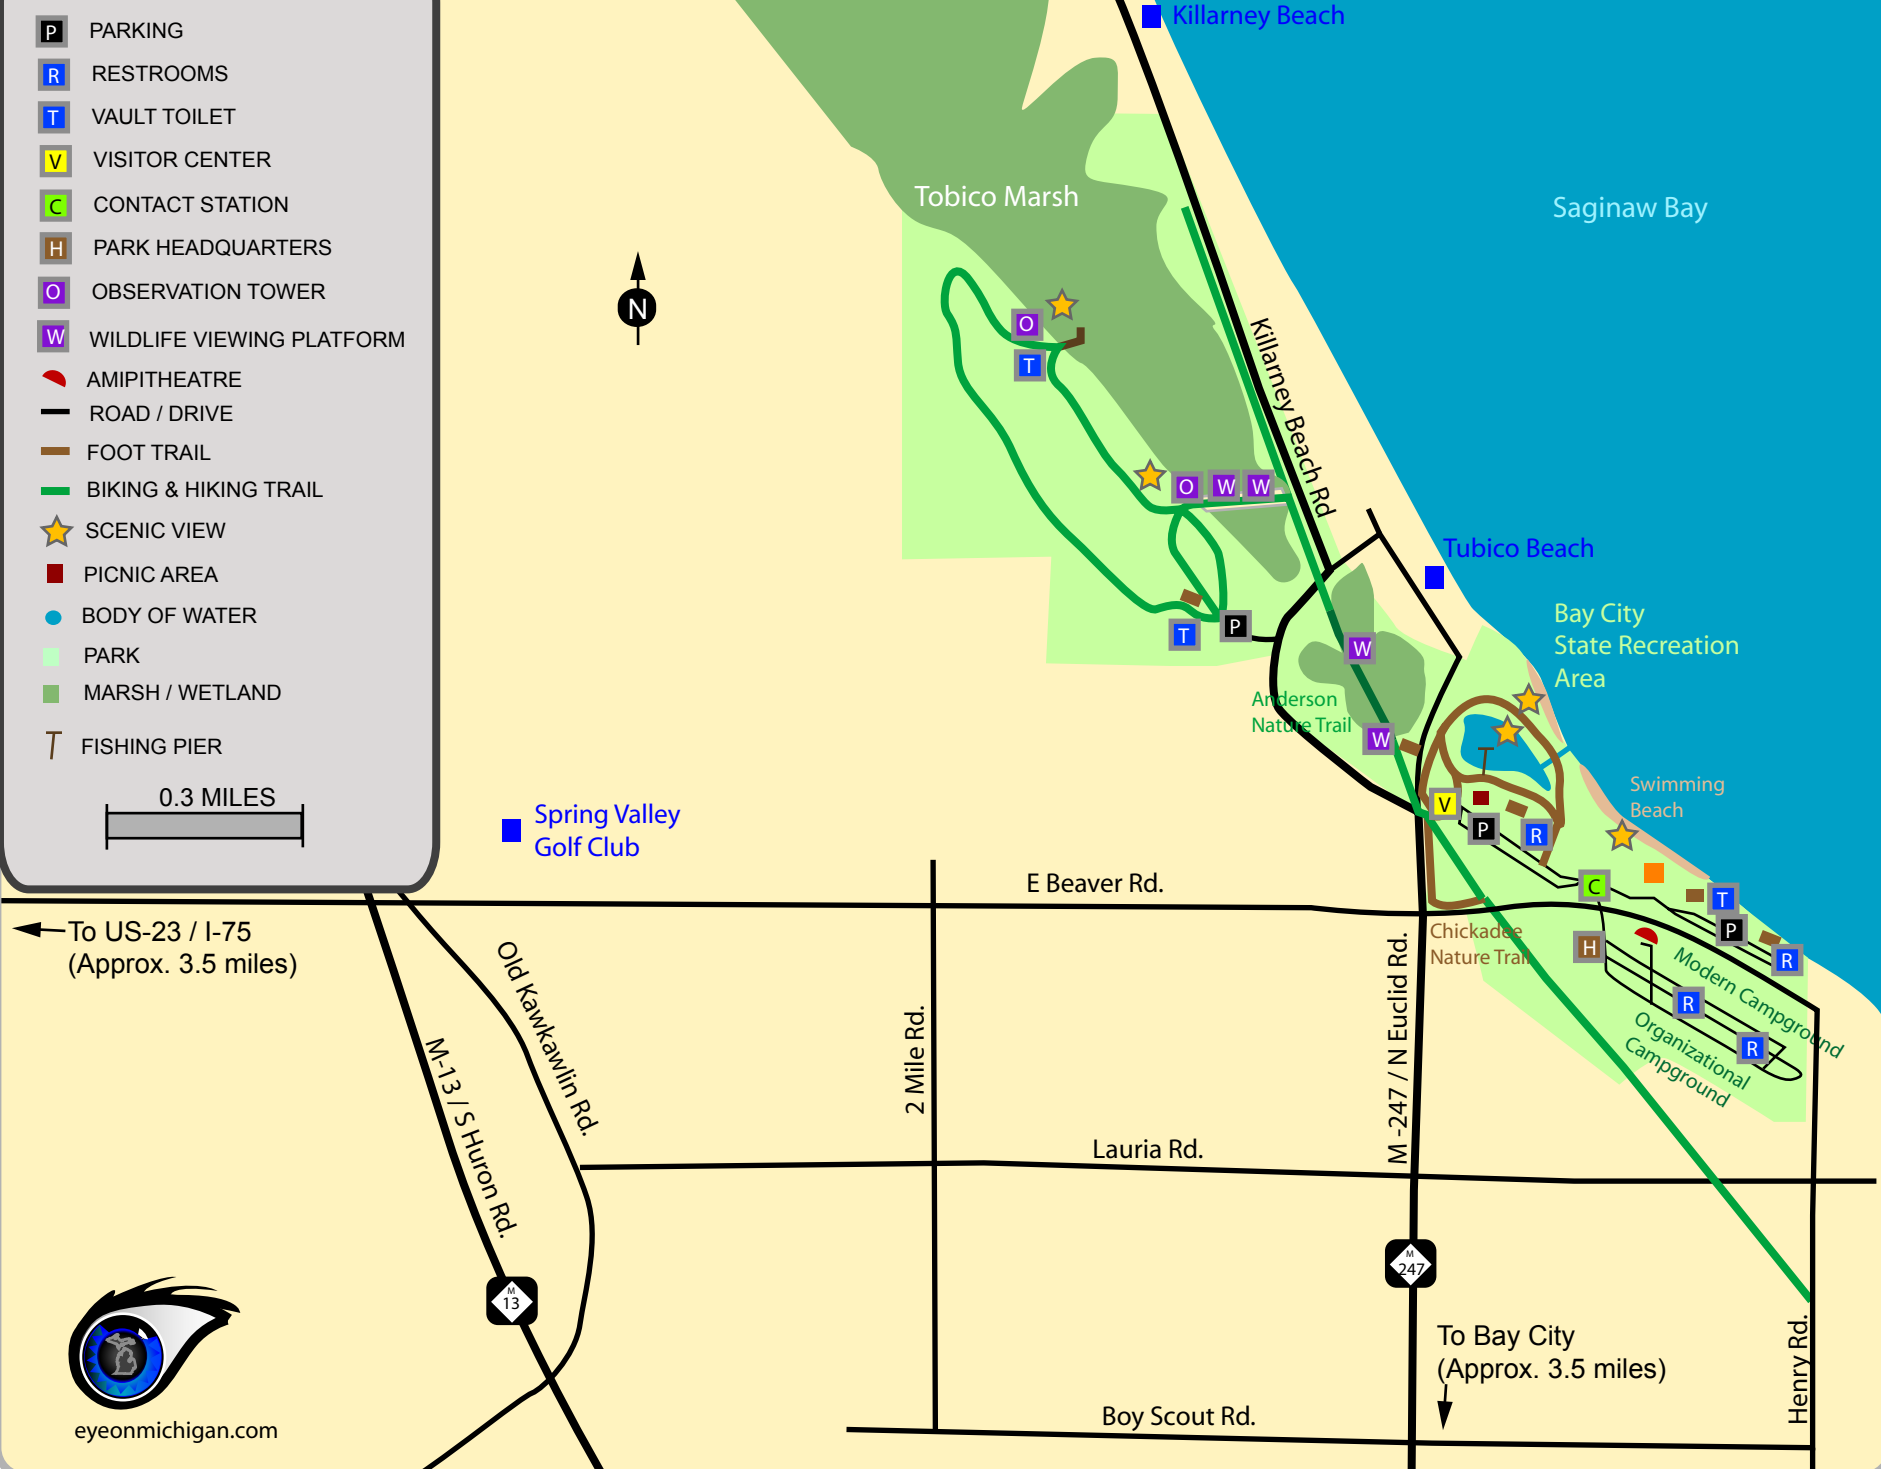 P PARKING
R RESTROOMS
T VAULT TOILET
V VISITOR CENTER
C CONTACT STATION
H PARK HEADQUARTERS
O OBSERVATION TOWER
W WILDLIFE VIEWING PLATFORM
AMIPITHEATRE
ROAD / DRIVE
FOOT TRAIL
BIKING & HIKING TRAIL
SCENIC VIEW
PICNIC AREA
BODY OF WATER
PARK
MARSH / WETLAND
FISHING PIER
0.3 MILES
N
Killarney Beach
Saginaw Bay
Tobico Marsh
O
T
Killarney Beach Rd
O W W
Tubico Beach
Bay City
State Recreation
Area
T
P
W
Anderson
Nature Trail
W
Swimming
Beach
V
P
R
Spring Valley
Golf Club
E Beaver Rd.
C
T
P
R
H
Chickadee
Nature Trail
Modern Campground
R
R
Organizational
Campground
To US-23 / I-75
(Approx. 3.5 miles)
Old Kawkawlin Rd.
M-13 / S Huron Rd.
2 Mile Rd.
M -247 / N Euclid Rd.
Lauria Rd.
M
247
M
13
To Bay City
(Approx. 3.5 miles)
Henry Rd.
Boy Scout Rd.
eyeonmichigan.com